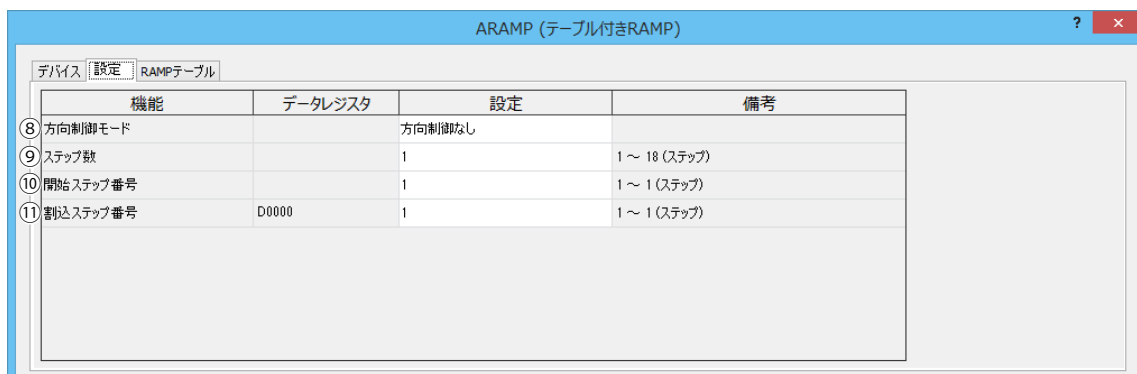 ARAMP (テーブル付きRAMP)
? ×
デバイス 設定 RAMPテーブル
機能 データレジスタ 設定 備考
⑧ 方向制御モード 方向制御なし
⑨ ステップ数 1 1 ～ 18 (ステップ)
⑩ 開始ステップ番号 1 1 ～ 1 (ステップ)
⑪ 割込ステップ番号 D0000 1 1 ～ 1 (ステップ)